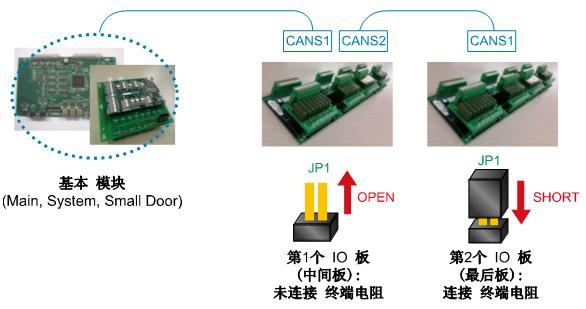 CANS1
CANS2
CANS1
基本 模块
(Main, System, Small Door)
JP1
OPEN
第1个 IO 板
(中间板):
未连接 终端电阻
JP1
SHORT
第2个 IO 板
(最后板):
连接 终端电阻